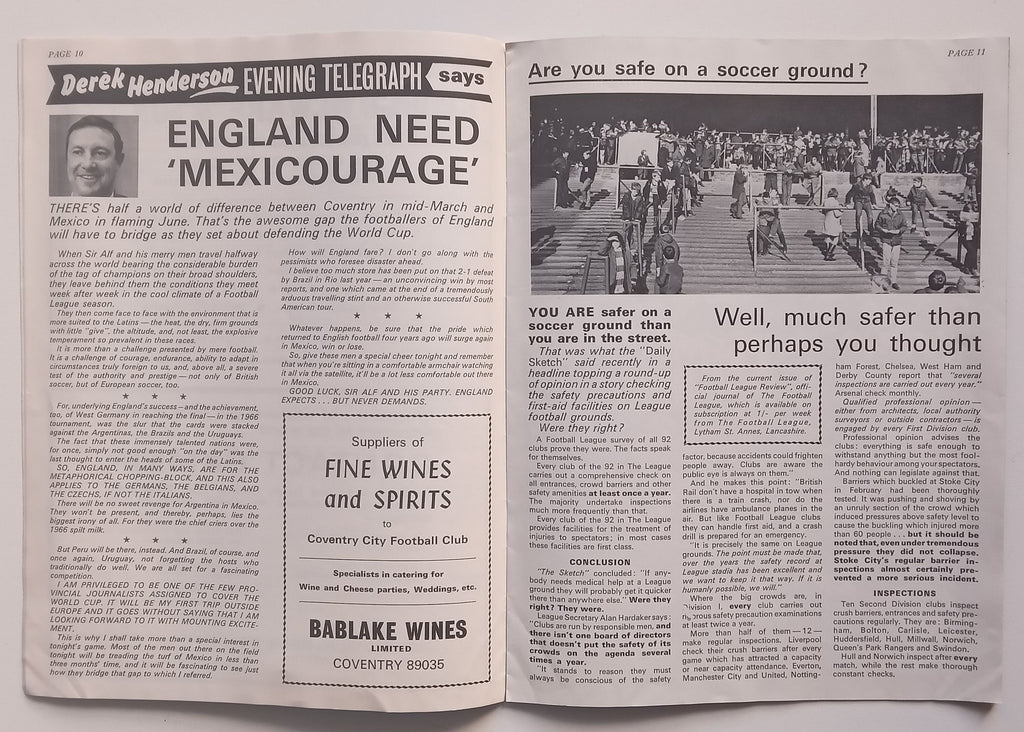 PAGE 10
Derek Henderson EVENING TELEGRAPH says
ENGLAND NEED
'MEXICOURAGE'
THERE'S half a world of difference between Coventry in mid-March and
Mexico in flaming June. That's the awesome gap the footballers of England
will have to bridge as they set about defending the World Cup.
When Sir Alf and his merry men travel halfway
across the world bearing the considerable burden
of the tag of champions on their broad shoulders,
they leave behind them the conditions they meet
week after week in the cool climate of a Football
League season.
They then come face to face with the environment that is
more suited to the Latins — the heat, the dry, firm grounds
with little "give", the altitude, and, not least, the explosive
temperament so prevalent in these races.
It is more than a challenge presented by mere football.
It is a challenge of courage, endurance, ability to adapt in
circumstances truly foreign to us, and, above all, a severe
test of the authority and prestige — not only of British
soccer, but of European soccer, too.
★ ★ ★
For, underlying England's success — and the achievement,
too, of West Germany in reaching the final — in the 1966
tournament, was the slur that the cards were stacked
against the Argentinas, the Brazils and the Uruguays.
The fact that these immensely talented nations were,
for once, simply not good enough "on the day" was the
last thought to enter the heads of some of the Latins.
SO, ENGLAND, IN MANY WAYS, ARE FOR THE
METAPHORICAL CHOPPING-BLOCK, AND THIS ALSO
APPLIES TO THE GERMANS, THE BELGIANS, AND
THE CZECHS, IF NOT THE ITALIANS.
There will be no sweet revenge for Argentina in Mexico.
They won't be present, and thereby, perhaps, lies the
biggest irony of all. For they were the chief criers over the
1966 spilt milk.
★ ★ ★
But Peru will be there, instead. And Brazil, of course, and
once again, Uruguay, not forgetting the hosts who
traditionally do well. We are all set for a fascinating
competition.
I AM PRIVILEGED TO BE ONE OF THE FEW PRO-
VINCIAL JOURNALISTS ASSIGNED TO COVER THE
WORLD CUP. IT WILL BE MY FIRST TRIP OUTSIDE
EUROPE AND IT GOES WITHOUT SAYING THAT I AM
LOOKING FORWARD TO IT WITH MOUNTING EXCITE-
MENT.
This is why I shall take more than a special interest in
tonight's game. Most of the men out there on the field
tonight will be treading the turf of Mexico in less than
three months' time, and it will be fascinating to see just
how they bridge that gap to which I referred.
How will England fare? I don't go along with the
pessimists who foresee disaster ahead.
I believe too much store has been put on that 2-1 defeat
by Brazil in Rio last year — an unconvincing win by most
reports, and one which came at the end of a tremendously
arduous travelling stint and an otherwise successful South
American tour.
★ ★ ★
Whatever happens, be sure that the pride which
returned to English football four years ago will surge again
in Mexico, win or lose.
So, give these men a special cheer tonight and remember
that when you're sitting in a comfortable armchair watching
it all via the satellite, it'll be a lot less comfortable out there
in Mexico.
GOOD LUCK, SIR ALF AND HIS PARTY. ENGLAND
EXPECTS . . . BUT NEVER DEMANDS.
Suppliers of
FINE WINES
and SPIRITS
to
Coventry City Football Club
Specialists in catering for
Wine and Cheese parties, Weddings, etc.
BABLAKE WINES
LIMITED
COVENTRY 89035
PAGE 11
Are you safe on a soccer ground?
Well, much safer than
perhaps you thought
YOU ARE safer on a
soccer ground than
you are in the street.
That was what the "Daily
Sketch" said recently in a
headline topping a round-up
of opinion in a story checking
the safety precautions and
first-aid facilities on League
football grounds.
Were they right?
A Football League survey of all 92
clubs prove they were. The facts speak
for themselves.
Every club of the 92 in The League
carries out a comprehensive check on
all entrances, crowd barriers and other
safety amenities at least once a year.
The majority undertake inspections
much more frequently than that.
Every club of the 92 in The League
provides facilities for the treatment of
injuries to spectators; in most cases
these facilities are first class.
CONCLUSION
"The Sketch" concluded: "If any-
body needs medical help at a League
ground they will probably get it quicker
there than anywhere else." Were they
right? They were.
League Secretary Alan Hardaker says:
"Clubs are run by responsible men, and
there isn't one board of directors
that doesn't put the safety of its
crowds on the agenda several
times a year.
"It stands to reason they must
always be conscious of the safety
From the current issue of
"Football League Review", offi-
cial journal of The Football
League, which is available on
subscription at 1/- per week
from The Football League,
Lytham St. Annes, Lancashire.
factor, because accidents could frighten
people away. Clubs are aware the
public eye is always on them."
And he makes this point: "British
Rail don't have a hospital in tow when
there is a train crash, nor do the
airlines have ambulance planes in the
air. But like Football League clubs,
they can handle first aid, and a crash
drill is prepared for an emergency.
"It is precisely the same on League
grounds. The point must be made that,
over the years the safety record at
League stadia has been excellent and
we want to keep it that way. If it is
humanly possible, we will."
Where the big crowds are, in
Division I, every club carries out
rigorous safety precaution examinations
at least twice a year.
More than half of them — 12 —
make regular inspections. Liverpool
check their crush barriers after every
game which has attracted a capacity
or near capacity attendance. Everton,
Manchester City and United, Notting-
ham Forest, Chelsea, West Ham and
Derby County report that "several
inspections are carried out every year."
Arsenal check monthly.
Qualified professional opinion —
either from architects, local authority
surveyors or outside contractors — is
engaged by every First Division club.
Professional opinion advises the
clubs: everything is safe enough to
withstand anything but the most fool-
hardy behaviour among your spectators.
And nothing can legislate against that.
Barriers which buckled at Stoke City
in February had been thoroughly
tested. It was pushing and shoving by
an unruly section of the crowd which
induced pressures above safety level to
cause the buckling which injured more
than 60 people . . . but it should be
noted that, even under tremendous
pressure they did not collapse.
Stoke City's regular barrier in-
spections almost certainly pre-
vented a more serious incident.
INSPECTIONS
Ten Second Division clubs inspect
crush barriers, entrances and safety pre-
cautions regularly. They are: Birming-
ham, Bolton, Carlisle, Leicester,
Huddersfield, Hull, Millwall, Norwich,
Queen's Park Rangers and Swindon.
Hull and Norwich inspect after every
match, while the rest make thorough
constant checks.